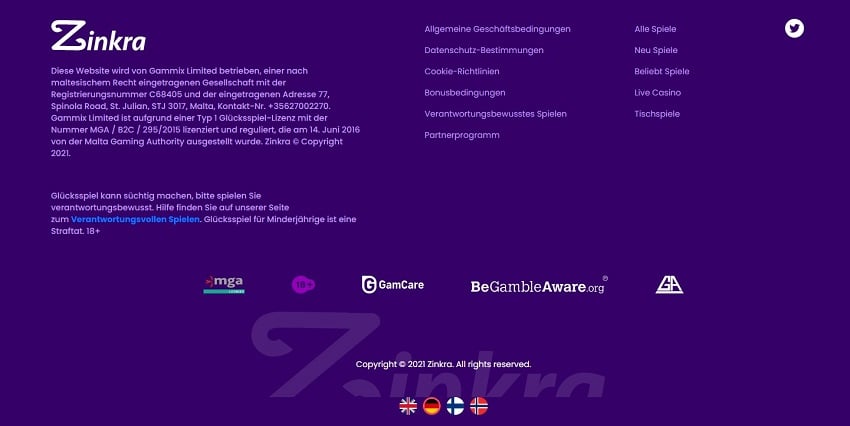 Zinkra
Diese Website wird von Gammix Limited betrieben, einer nach
maltesischem Recht eingetragenen Gesellschaft mit der
Registrierungsnummer C68405 und der eingetragenen Adresse 77,
Spinola Road, St. Julian, STJ 3017, Malta, Kontakt-Nr. +35627002270.
Gammix Limited ist aufgrund einer Typ 1 Glücksspiel-Lizenz mit der
Nummer MGA / B2C / 295/2015 lizenziert und reguliert, die am 14. Juni 2016
von der Malta Gaming Authority ausgestellt wurde. Zinkra © Copyright
2021.
Glücksspiel kann süchtig machen, bitte spielen Sie
verantwortungsbewusst. Hilfe finden Sie auf unserer Seite
zum Verantwortungsvollen Spielen. Glücksspiel für Minderjährige ist eine
Straftat. 18+
Allgemeine Geschäftsbedingungen
Datenschutz-Bestimmungen
Cookie-Richtlinien
Bonusbedingungen
Verantwortungsbewusstes Spielen
Partnerprogramm
Alle Spiele
Neu Spiele
Beliebt Spiele
Live Casino
Tischspiele
mga
18+
GamCare
BeGambleAware.org
GA
Zinkra
Copyright © 2021 Zinkra. All rights reserved.